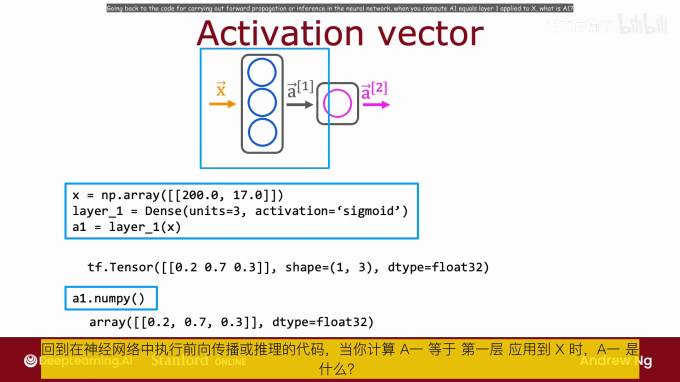 Going back to the code for carrying out forward propagation or inference in the neural network, when you compute A1 equals layer 1 applied to X, what is A1?
bilibili
Activation vector
x
a[1]
a[2]
x = np.array([[200.0, 17.0]])
layer_1 = Dense(units=3, activation=‘sigmoid’)
a1 = layer_1(x)
tf.Tensor([[0.2 0.7 0.3]], shape=(1, 3), dtype=float32)
a1.numpy()
array([[0.2, 0.7, 0.3]], dtype=float32)
DeepLearning.AI Stanford ONLINE Andrew Ng
回到在神经网络中执行前向传播或推理的代码，当你计算 A一 等于 第一层 应用到 X 时，A一 是
什么？